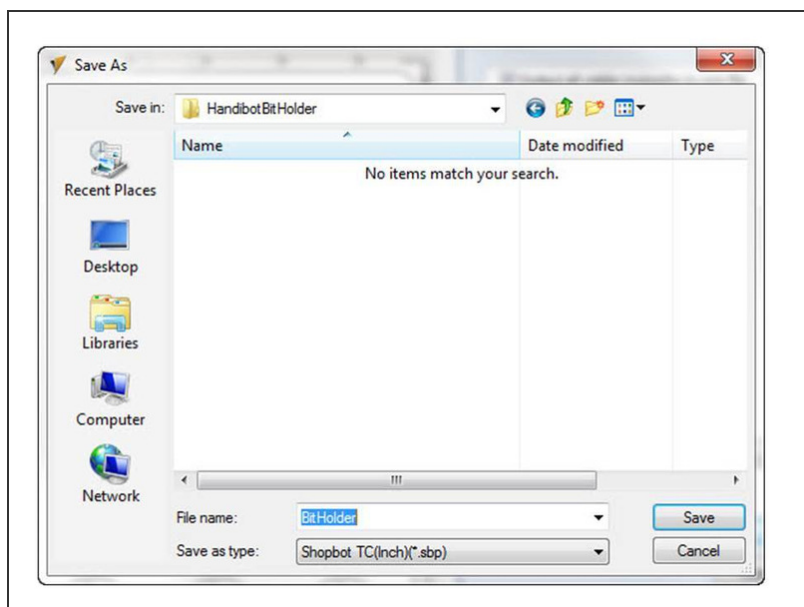 Save As
Save in: HandibotBitHolder
Name Date modified Type
No items match your search.
Recent Places
Desktop
Libraries
Computer
Network
File name: BitHolder Save
Save as type: Shopbot TC(Inch)(*.sbp) Cancel